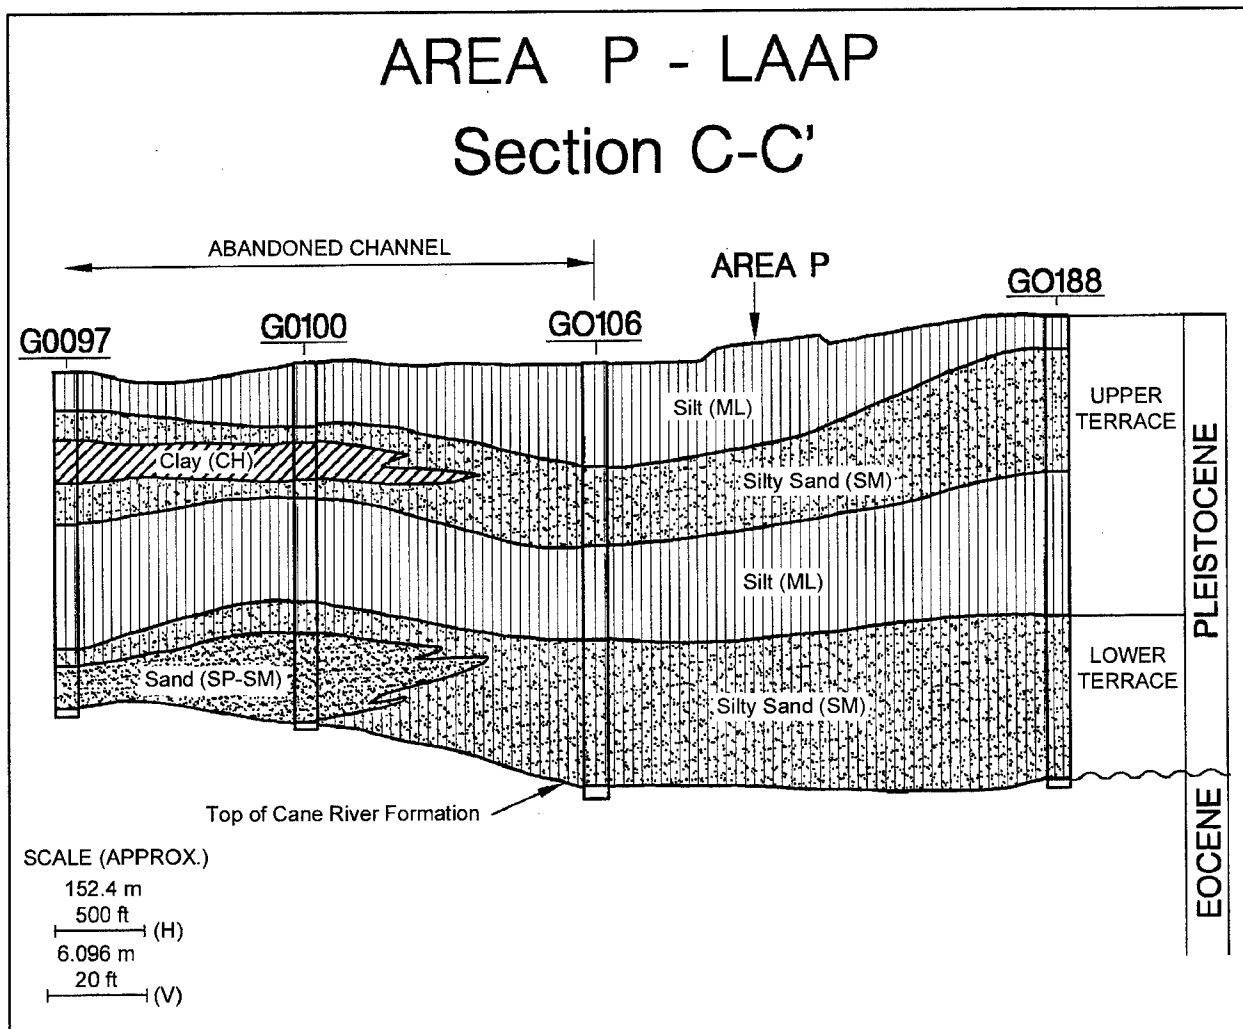 AREA P - LAAP
Section C-C'
ABANDONED CHANNEL
AREA P
GO188
G0097
G0100
GO106
Silt (ML)
UPPER
TERRACE
Clay (CH)
Silty Sand (SM)
PLEISTOCENE
Silt (ML)
Sand (SP-SM)
LOWER
TERRACE
Silty Sand (SM)
Top of Cane River Formation
EOCENE
SCALE (APPROX.)
152.4 m
500 ft
(H)
6.096 m
20 ft
(V)